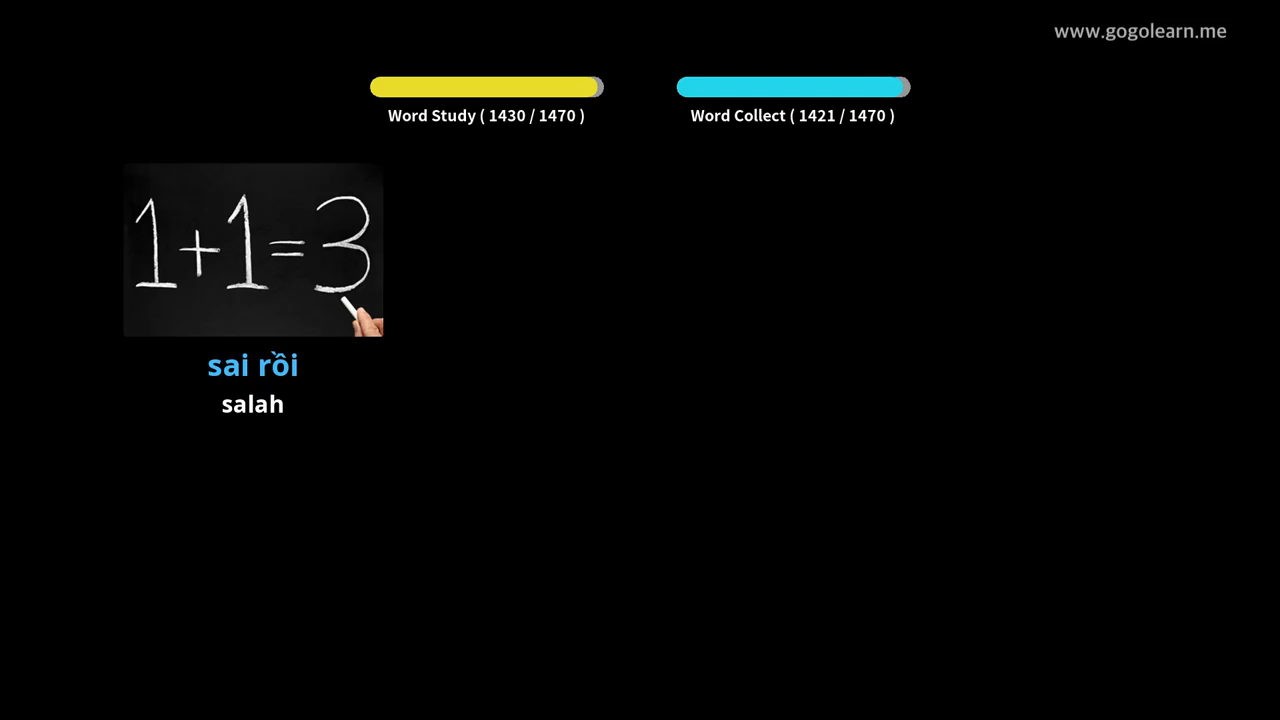 www.gogolearn.me
Word Study ( 1430 / 1470 )
Word Collect ( 1421 / 1470 )
1+1=3
sai rồi
salah